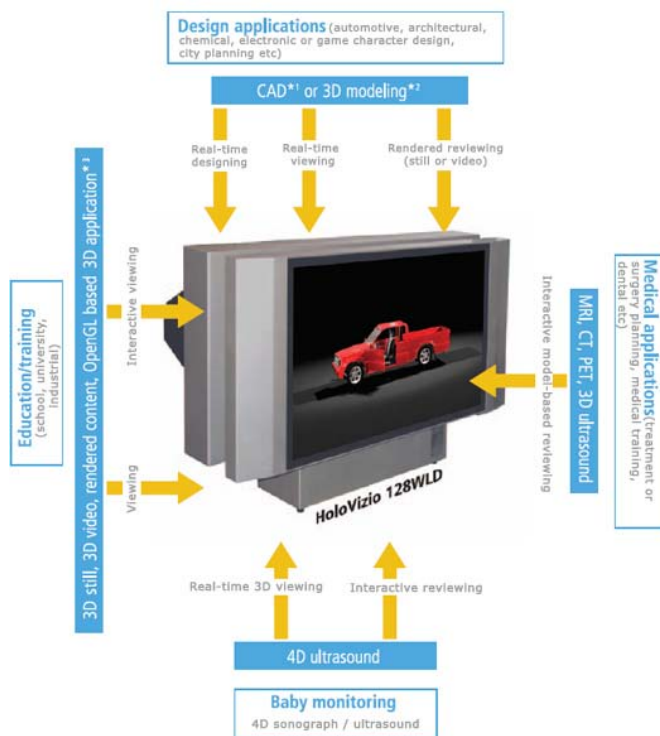 Design applications (automotive, architectural,
chemical, electronic or game character design,
city planning etc)
CAD*1 or 3D modeling*2
Real-time
designing
Real-time
viewing
Rendered reviewing
(still or video)
Education/training
(school, university,
industrial)
3D still, 3D video, rendered content, OpenGL based 3D application*3
Interactive viewing
Viewing
HoloVizio 128WLD
Interactive model-based reviewing
MRI, CT, PET, 3D ultrasound
Medical applications(treatment or
surgery planning, medical training,
dental etc)
Real-time 3D viewing
Interactive reviewing
4D ultrasound
Baby monitoring
4D sonograph / ultrasound